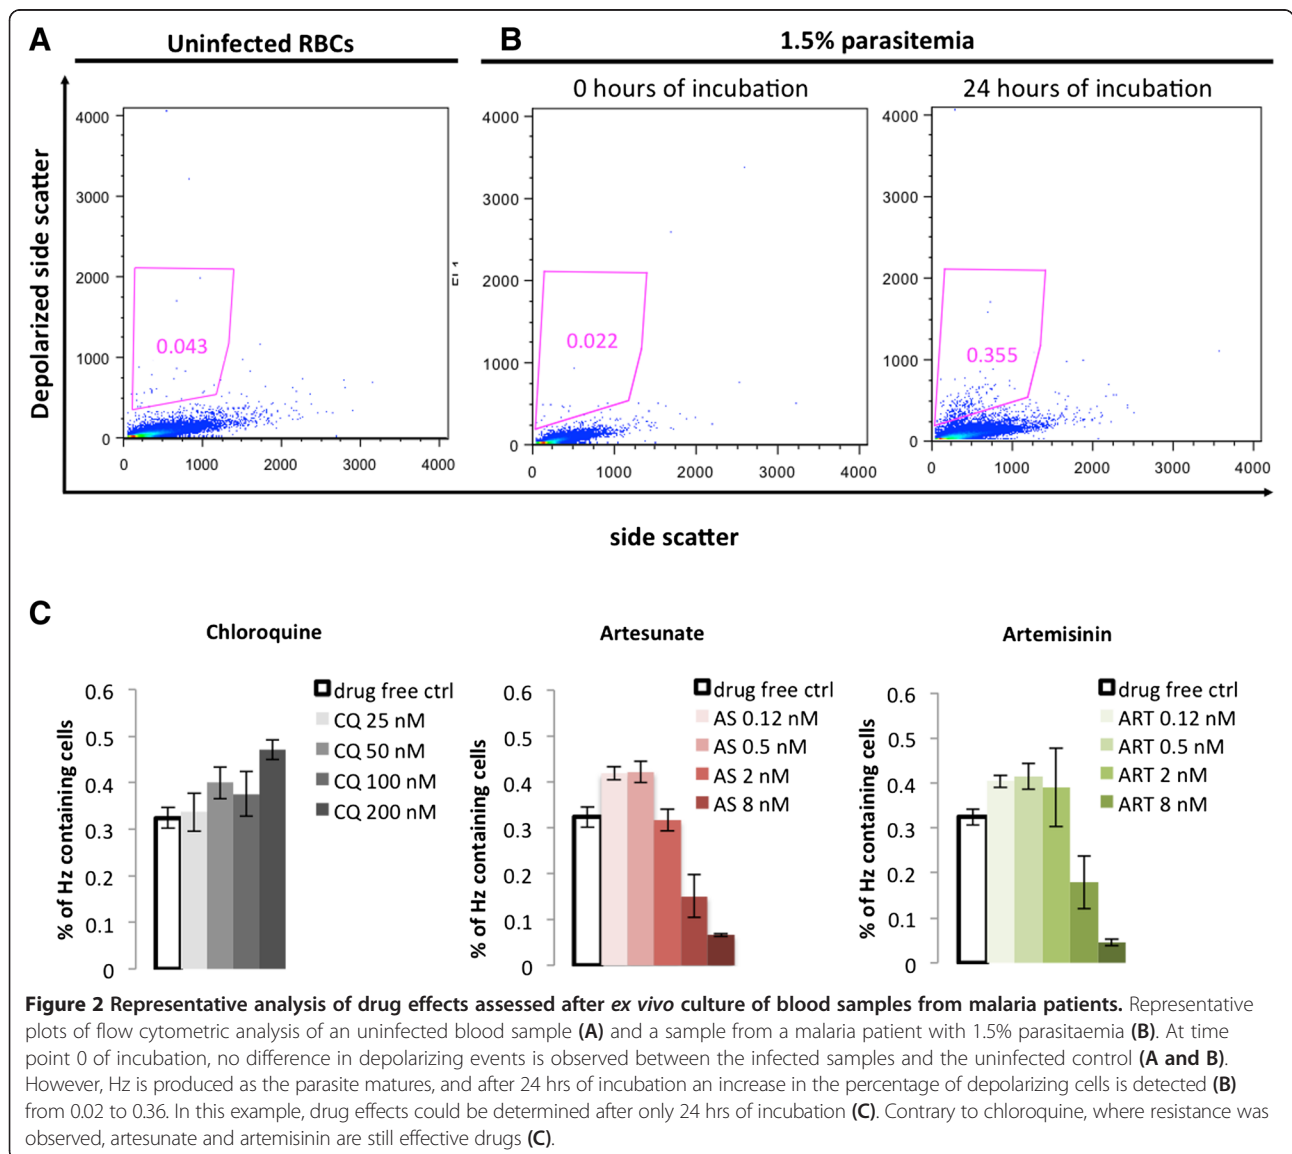 A Uninfected RBCs
B 1.5% parasitemia
0 hours of incubation
24 hours of incubation
Depolarized side scatter
4000
3000
2000
1000
0
0.043
0 1000 2000 3000 4000
4000
3000
2000
1000
0
0.022
0 1000 2000 3000 4000
4000
3000
2000
1000
0
0.355
0 1000 2000 3000 4000
side scatter
C
Chloroquine
% of Hz containing cells
0.6
0.5
0.4
0.3
0.2
0.1
0
drug free ctrl
CQ 25 nM
CQ 50 nM
CQ 100 nM
CQ 200 nM
Artesunate
% of Hz containing cells
0.6
0.5
0.4
0.3
0.2
0.1
0
drug free ctrl
AS 0.12 nM
AS 0.5 nM
AS 2 nM
AS 8 nM
Artemisinin
% of Hz containing cells
0.6
0.5
0.4
0.3
0.2
0.1
0
drug free ctrl
ART 0.12 nM
ART 0.5 nM
ART 2 nM
ART 8 nM
Figure 2 Representative analysis of drug effects assessed after ex vivo culture of blood samples from malaria patients. Representative
plots of flow cytometric analysis of an uninfected blood sample (A) and a sample from a malaria patient with 1.5% parasitaemia (B). At time
point 0 of incubation, no difference in depolarizing events is observed between the infected samples and the uninfected control (A and B).
However, Hz is produced as the parasite matures, and after 24 hrs of incubation an increase in the percentage of depolarizing cells is detected (B)
from 0.02 to 0.36. In this example, drug effects could be determined after only 24 hrs of incubation (C). Contrary to chloroquine, where resistance was
observed, artesunate and artemisinin are still effective drugs (C).